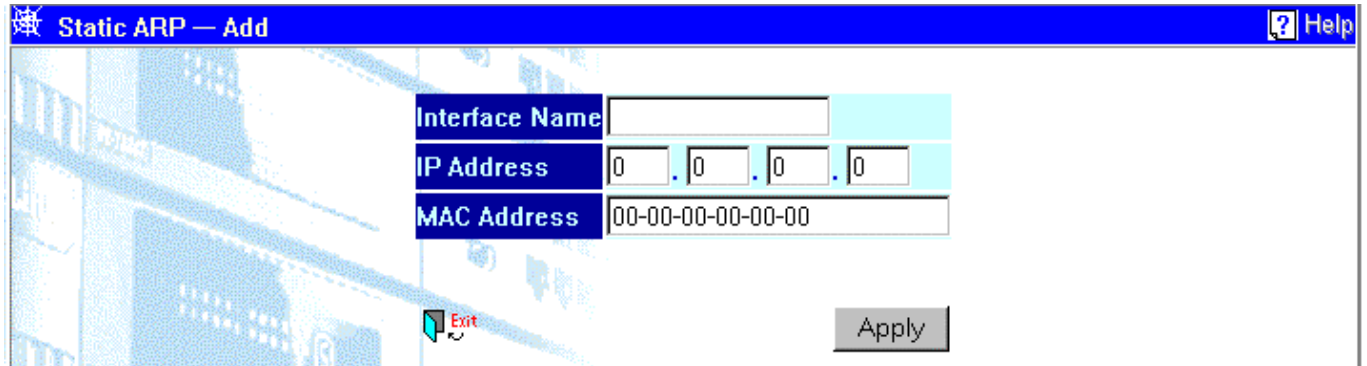 Static ARP — Add
? Help
Interface Name
IP Address 0 . 0 . 0 . 0
MAC Address 00-00-00-00-00-00
Exit
Apply